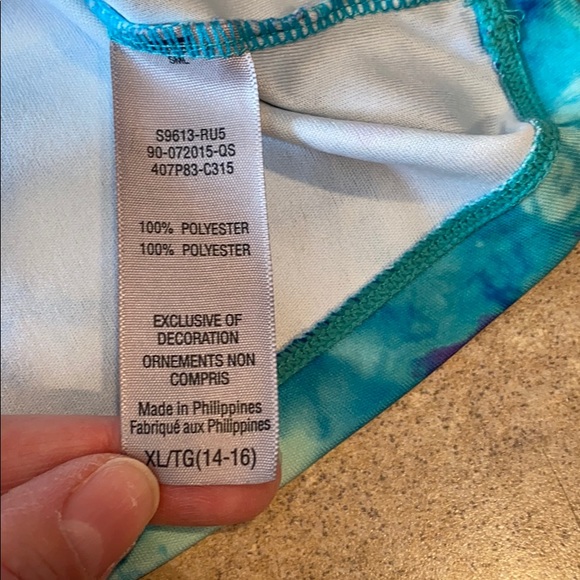 SML
S9613-RU5
90-072015-QS
407P83-C315
100% POLYESTER
100% POLYESTER
EXCLUSIVE OF
DECORATION
ORNEMENTS NON
COMPRIS
Made in Philippines
Fabriqué aux Philippines
XL/TG(14-16)